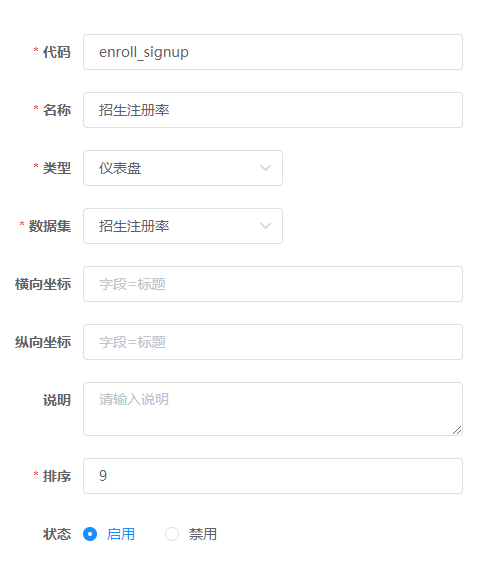 * 代码 enroll_signup
* 名称 招生注册率
* 类型 仪表盘
* 数据集 招生注册率
横向坐标 字段=标题
纵向坐标 字段=标题
说明 请输入说明
* 排序 9
状态 启用 禁用